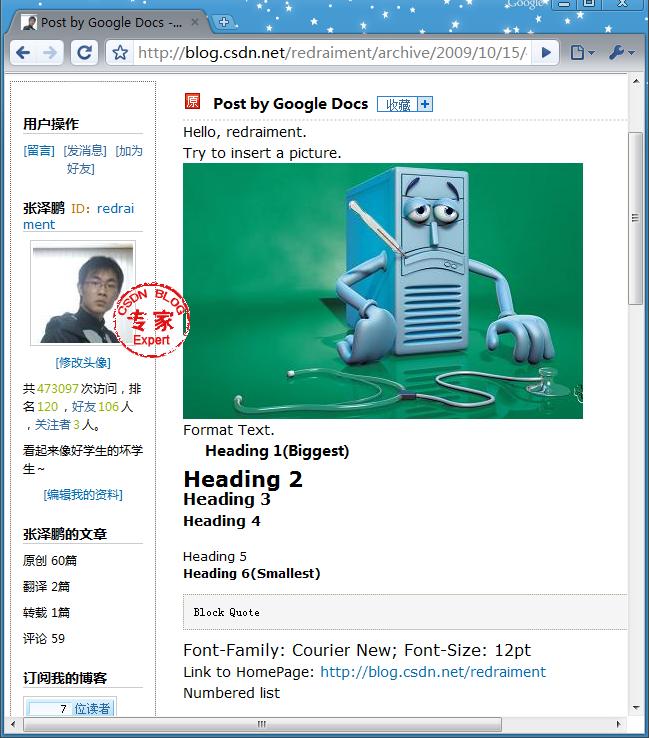 Google
Post by Google Docs -...
http://blog.csdn.net/redraiment/archive/2009/10/15/
用户操作
[留言] [发消息] [加为
好友]
张泽鹏 ID：redrai
ment
CSDN BLOG
专家
Expert
[修改头像]
共473097次访问，排
名120，好友106人
，关注者3人。
看起来像好学生的坏学
生~
[编辑我的资料]
张泽鹏的文章
原创 60篇
翻译 2篇
转载 1篇
评论 59
订阅我的博客
7 位读者
原 Post by Google Docs 收藏 +
Hello, redraiment.
Try to insert a picture.
Format Text.
Heading 1(Biggest)
Heading 2
Heading 3
Heading 4
Heading 5
Heading 6(Smallest)
Block Quote
Font-Family: Courier New; Font-Size: 12pt
Link to HomePage: http://blog.csdn.net/redraiment
Numbered list